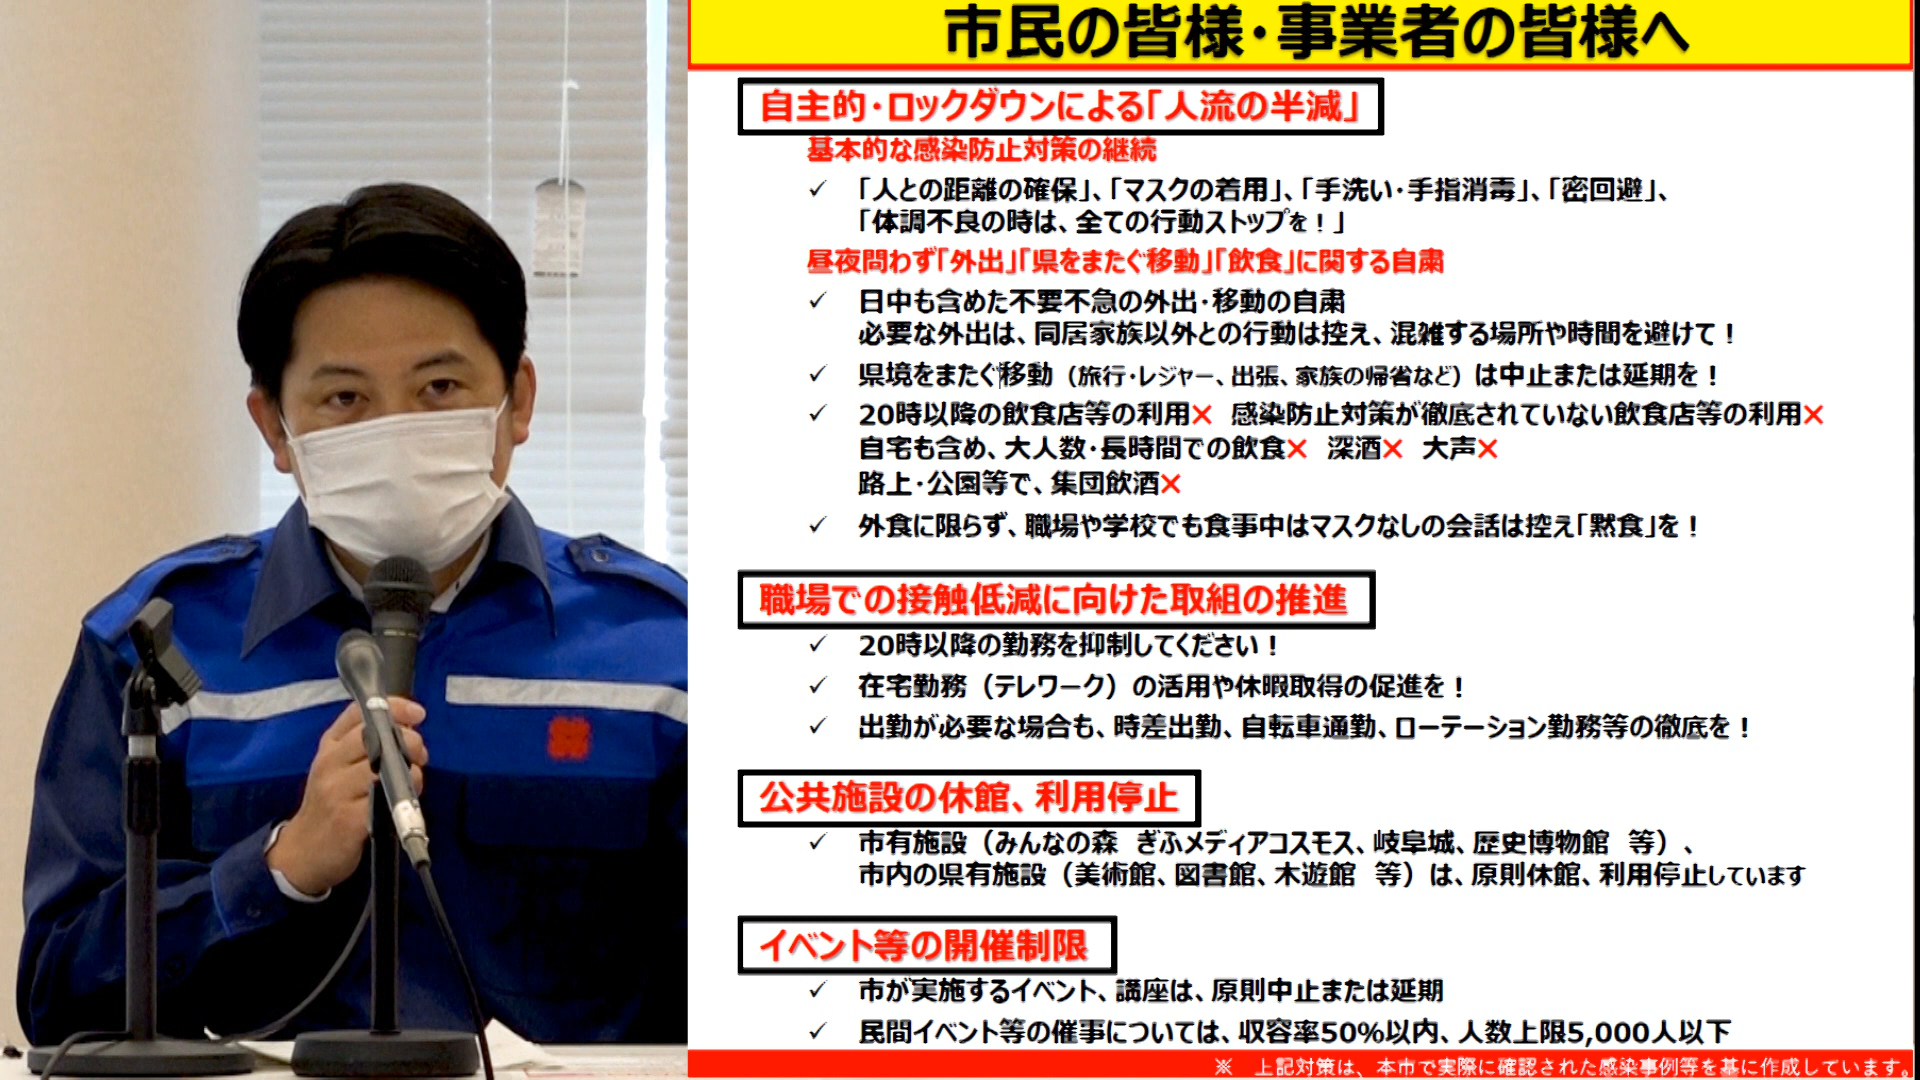 市民の皆様・事業者の皆様へ
自主的・ロックダウンによる「人流の半減」
基本的な感染防止対策の継続
✓ 「人との距離の確保」、「マスクの着用」、「手洗い・手指消毒」、「密回避」、
「体調不良の時は、全ての行動ストップを！」
昼夜問わず「外出」「県をまたぐ移動」「飲食」に関する自粛
✓ 日中も含めた不要不急の外出・移動の自粛
必要な外出は、同居家族以外との行動は控え、混雑する場所や時間を避けて！
✓ 県境をまたぐ移動（旅行・レジャー、出張、家族の帰省など）は中止または延期を！
✓ 20時以降の飲食店等の利用× 感染防止対策が徹底されていない飲食店等の利用×
自宅も含め、大人数・長時間での飲食× 深酒× 大声×
路上・公園等で、集団飲酒×
✓ 外食に限らず、職場や学校でも食事中はマスクなしの会話は控え「黙食」を！
職場での接触低減に向けた取組の推進
✓ 20時以降の勤務を抑制してください！
✓ 在宅勤務（テレワーク）の活用や休暇取得の促進を！
✓ 出勤が必要な場合も、時差出勤、自転車通勤、ローテーション勤務等の徹底を！
公共施設の休館、利用停止
✓ 市有施設（みんなの森 ぎふメディアコスモス、岐阜城、歴史博物館 等）、
市内の県有施設（美術館、図書館、木遊館 等）は、原則休館、利用停止しています
イベント等の開催制限
✓ 市が実施するイベント、講座は、原則中止または延期
✓ 民間イベント等の催事については、収容率50%以内、人数上限5,000人以下
※ 上記対策は、本市で実際に確認された感染事例等を基に作成しています。